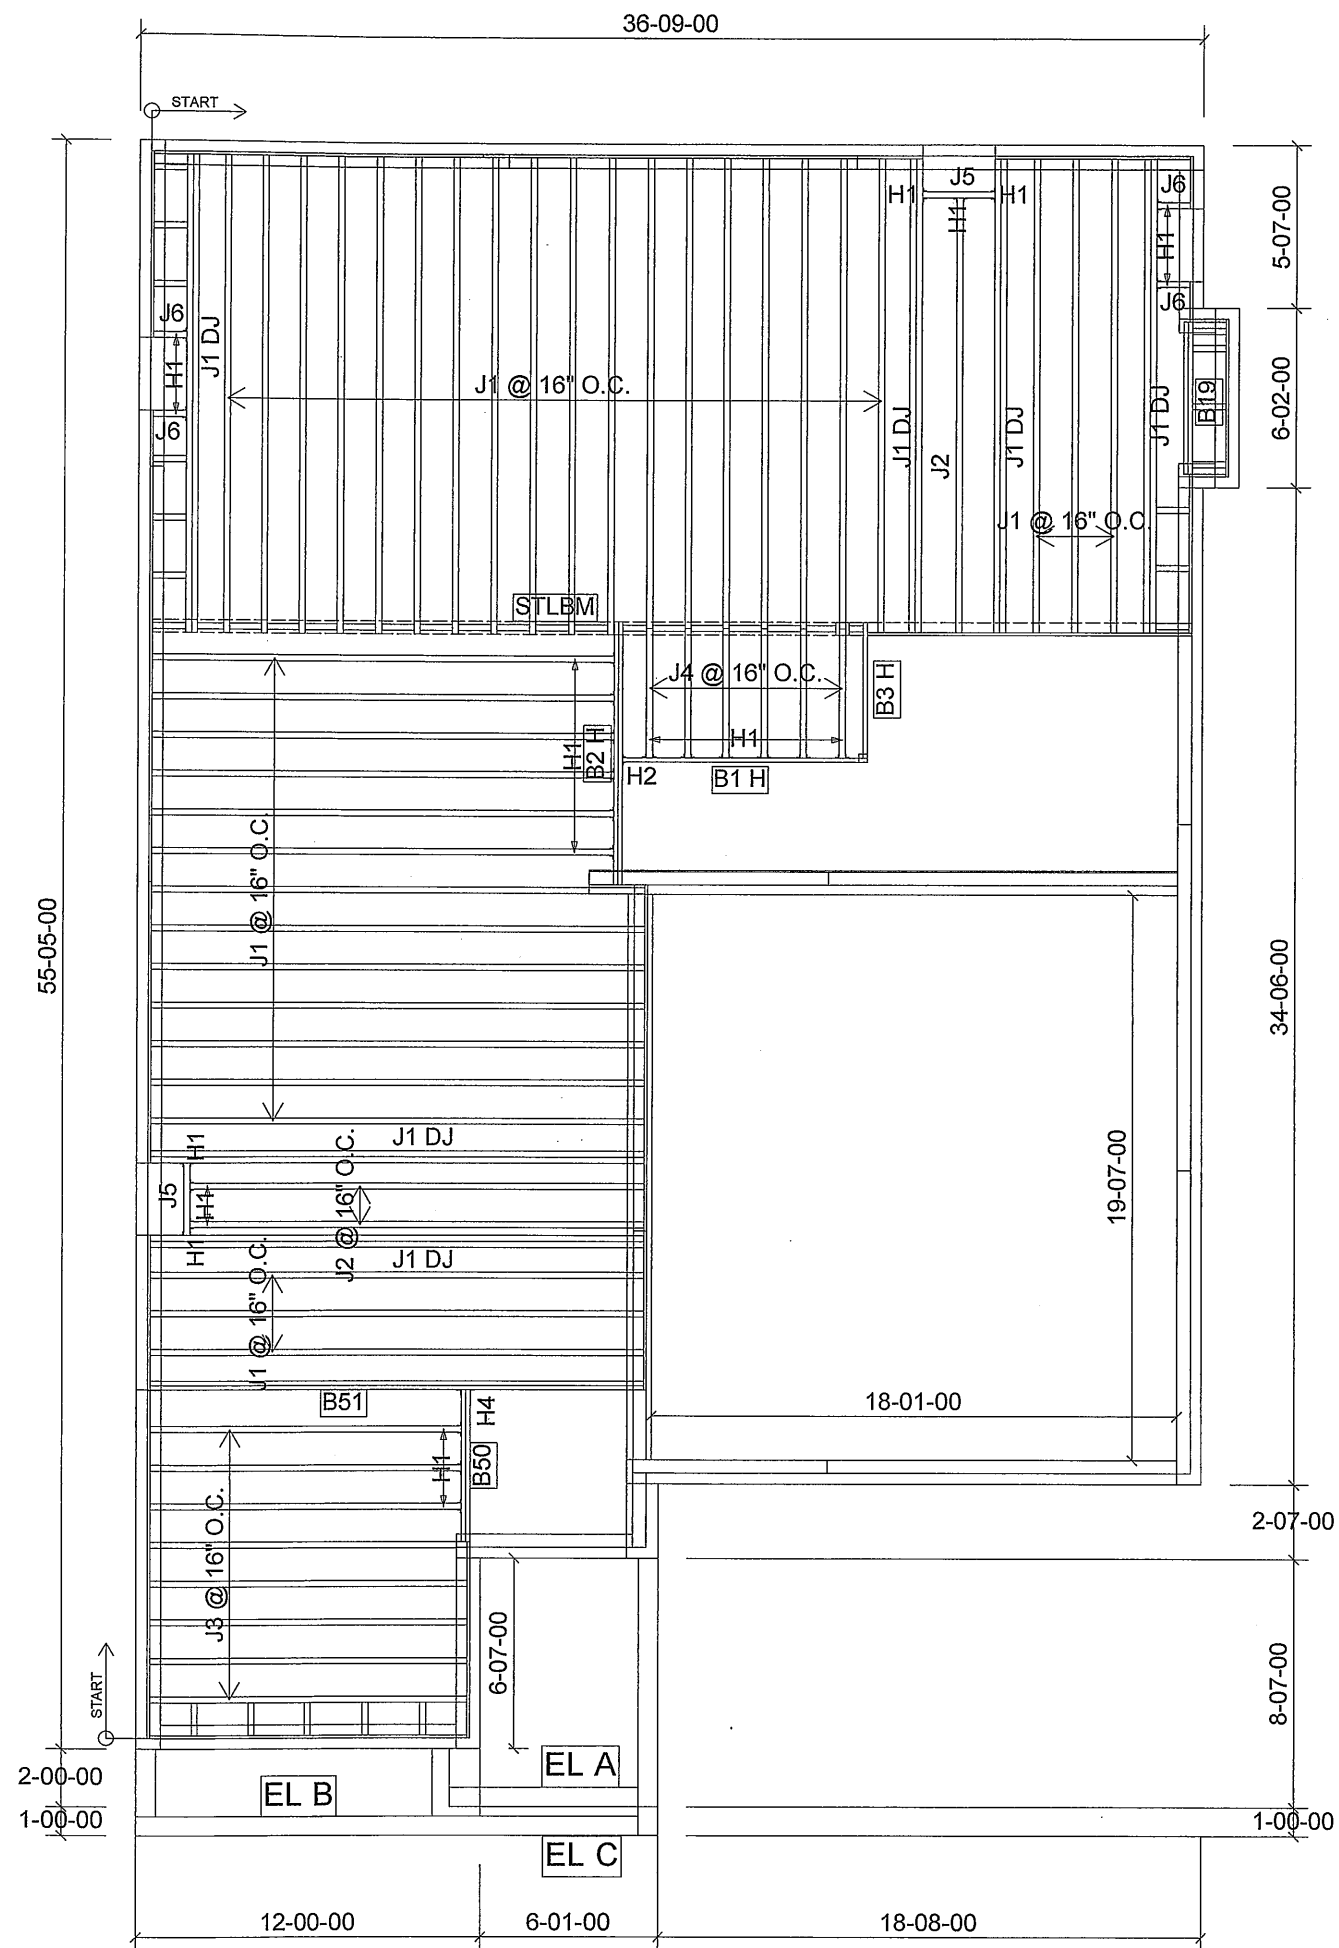 36-09-00
START
J5
J6
H1
H1
H1
5-07-00
H1
J6
J6
J1 DJ
H1
J1 @ 16" O.C.
J6
J1 DJ
J2
J1 DJ
J1 DJ
B19
6-02-00
J1 @ 16" O.C.
STLBM
J4 @ 16" O.C.
B3 H
H1
B2 H
H1
H2
B1 H
J1 @ 16" O.C.
55-05-00
34-06-00
J1 DJ
H1
J5
H1
J2 @ 16" O.C.
19-07-00
H1
J1 DJ
J1 @ 16" O.C.
B51
H4
18-01-00
H1
B50
J3 @ 16" O.C.
2-07-00
6-07-00
8-07-00
START
2-00-00
EL A
EL B
1-00-00
1-00-00
EL C
12-00-00
6-01-00
18-08-00